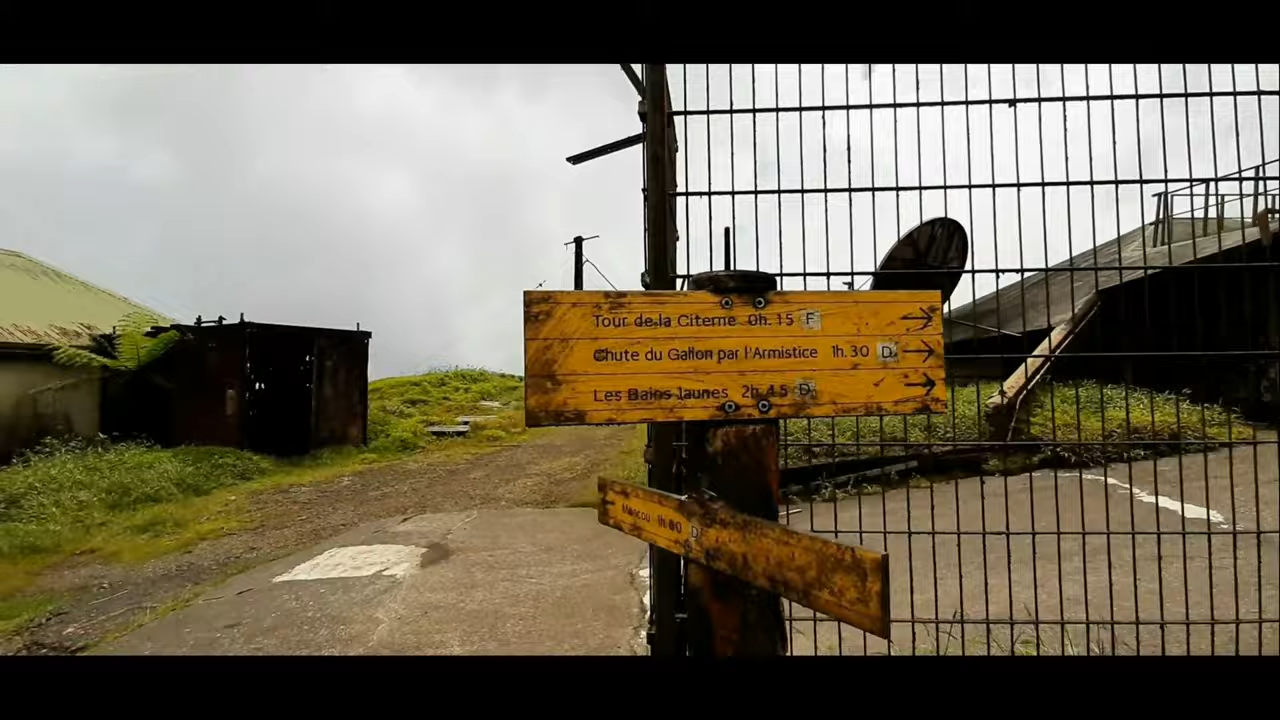 Tour de la Citerne 0h.15 F
Chute du Galion par l'Armistice 1h.30 D
Les Bains Jaunes 2h.45 D
Moscou 1h.00 D